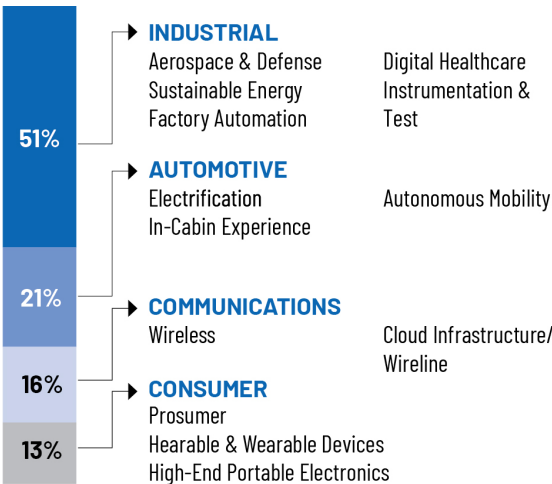 51%
INDUSTRIAL
Aerospace & Defense
Sustainable Energy
Factory Automation
Digital Healthcare
Instrumentation &
Test
21%
AUTOMOTIVE
Electrification
In-Cabin Experience
Autonomous Mobility
16%
COMMUNICATIONS
Wireless
Cloud Infrastructure/
Wireline
13%
CONSUMER
Prosumer
Hearable & Wearable Devices
High-End Portable Electronics